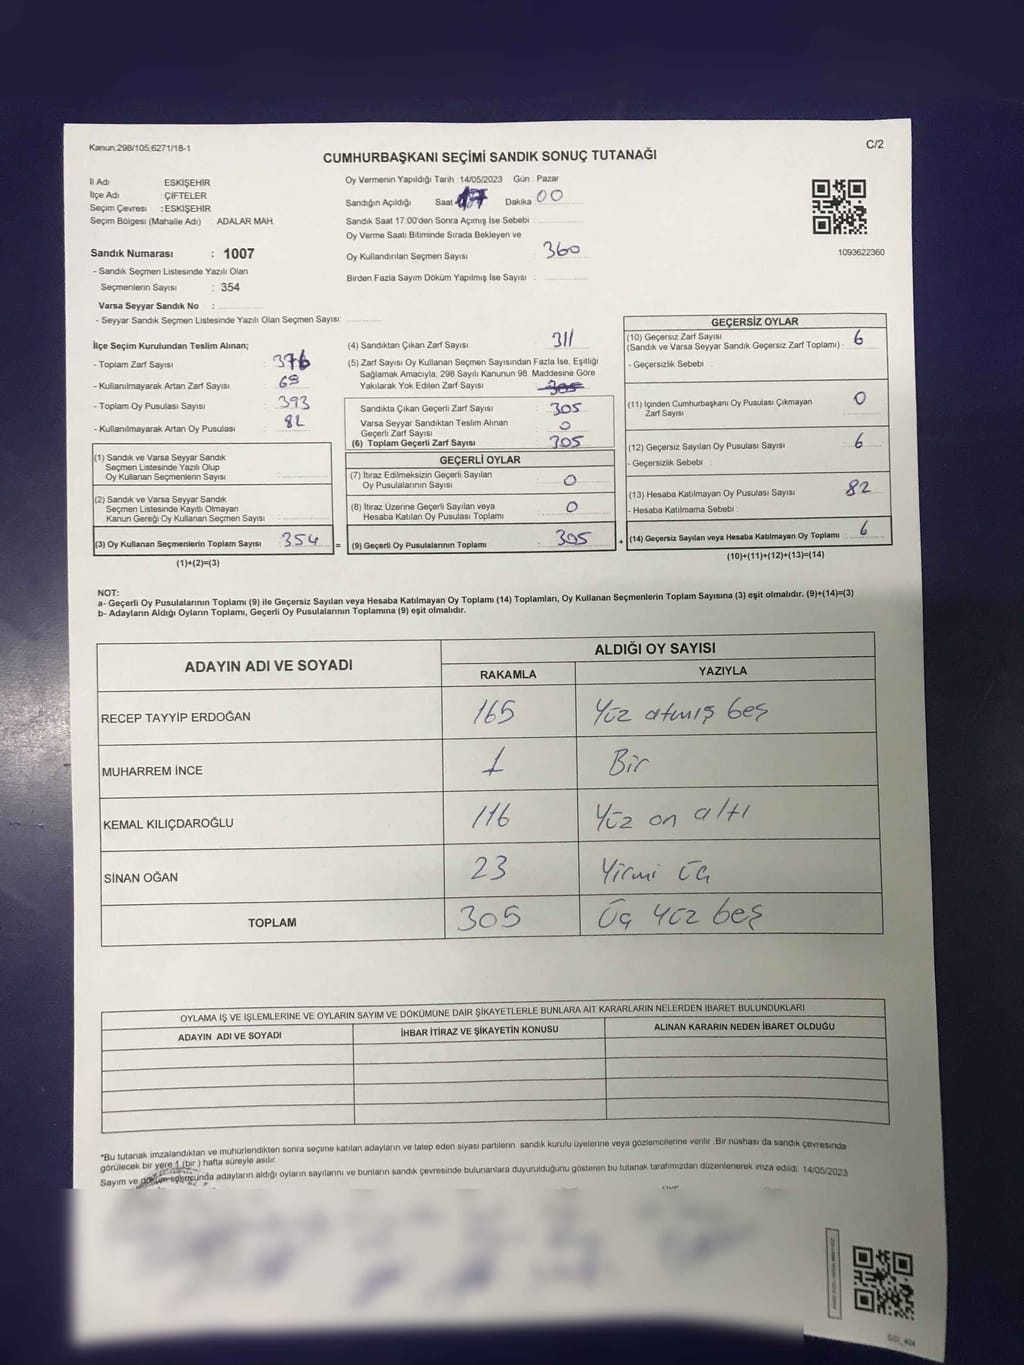 Kanun,298/105,6271/18-1
C/2
CUMHURBAŞKANI SEÇİMİ SANDIK SONUÇ TUTANAĞI
İl Adı : ESKİŞEHİR
İlçe Adı : ÇİFTELER
Seçim Çevresi : ESKİŞEHİR
Seçim Bölgesi (Mahalle Adı) ADALAR MAH.
Sandık Numarası : 1007
- Sandık Seçmen Listesinde Yazılı Olan
Seçmenlerin Sayısı : 354
Varsa Seyyar Sandık No :
- Seyyar Sandık Seçmen Listesinde Yazılı Olan Seçmen Sayısı:
Oy Vermenin Yapıldığı Tarih :14/05/2023 Gün : Pazar
Sandığın Açıldığı Saat 17 Dakika 00
Sandık Saat 17:00'den Sonra Açımış İse Sebebi :
Oy Verme Saati Bitiminde Sırada Bekleyen ve
Oy Kullandırılan Seçmen Sayısı : 360
Birden Fazla Sayım Döküm Yapılmış İse Sayısı :
1093622360
İlçe Seçim Kurulundan Teslim Alınan;
- Toplam Zarf Sayısı : 376
- Kullanılmayarak Artan Zarf Sayısı : 69
- Toplam Oy Pusulası Sayısı : 393
- Kullanılmayarak Artan Oy Pusulası : 82
(1) Sandık ve Varsa Seyyar Sandık
Seçmen Listesinde Yazılı Olup
Oy Kullanan Seçmenlerin Sayısı :
(2) Sandık ve Varsa Seyyar Sandık
Seçmen Listesinde Kayıtlı Olmayan
Kanun Gereği Oy Kullanan Seçmen Sayısı :
(3) Oy Kullanan Seçmenlerin Toplam Sayısı : 354 =
(1)+(2)=(3)
(4) Sandıktan Çıkan Zarf Sayısı : 311
(5) Zarf Sayısı Oy Kullanan Seçmen Sayısından Fazla İse, Eşitliği
Sağlamak Amacıyla; 298 Sayılı Kanunun 98. Maddesine Göre
Yakılarak Yok Edilen Zarf Sayısı : 305
Sandıkta Çıkan Geçerli Zarf Sayısı : 305
Varsa Seyyar Sandıktan Teslim Alınan
Geçerli Zarf Sayısı : 0
(6) Toplam Geçerli Zarf Sayısı : 305
GEÇERLİ OYLAR
(7) İtiraz Edilmeksizin Geçerli Sayılan
Oy Pusulalarının Sayısı : 0
(8) İtiraz Üzerine Geçerli Sayılan veya
Hesaba Katılan Oy Pusulası Toplamı : 0
(9) Geçerli Oy Pusulalarının Toplamı : 305 +
GEÇERSİZ OYLAR
(10) Geçersiz Zarf Sayısı
(Sandık ve Varsa Seyyar Sandık Geçersiz Zarf Toplamı) : 6
- Geçersizlik Sebebi :
(11) İçinden Cumhurbaşkanı Oy Pusulası Çıkmayan
Zarf Sayısı : 0
(12) Geçersiz Sayılan Oy Pusulası Sayısı : 6
- Geçersizlik Sebebi :
(13) Hesaba Katılmayan Oy Pusulası Sayısı : 82
- Hesaba Katılmama Sebebi :
(14) Geçersiz Sayılan veya Hesaba Katılmayan Oy Toplamı : 6
(10)+(11)+(12)+(13)=(14)
NOT:
a- Geçerli Oy Pusulalarının Toplamı (9) ile Geçersiz Sayılan veya Hesaba Katılmayan Oy Toplamı (14) Toplamları, Oy Kullanan Seçmenlerin Toplam Sayısına (3) eşit olmalıdır. (9)+(14)=(3)
b- Adayların Aldığı Oyların Toplamı, Geçerli Oy Pusulalarının Toplamına (9) eşit olmalıdır.
ADAYIN ADI VE SOYADI ALDIĞI OY SAYISI
RAKAMLA YAZIYLA
RECEP TAYYİP ERDOĞAN 165 Yüz atmış beş
MUHARREM İNCE 1 Bir
KEMAL KILIÇDAROĞLU 116 Yüz on altı
SİNAN OĞAN 23 Yirmi üç
TOPLAM 305 Üç yüz beş
OYLAMA İŞ VE İŞLEMLERİNE VE OYLARIN SAYIM VE DÖKÜMÜNE DAİR ŞİKAYETLERLE BUNLARA AİT KARARLARIN NELERDEN İBARET BULUNDUKLARI
ADAYIN ADI VE SOYADI İHBAR İTİRAZ VE ŞİKAYETİN KONUSU ALINAN KARARIN NEDEN İBARET OLDUĞU
*Bu tutanak imzalandıktan ve mühürlendikten sonra seçime katılan adayların ve talep eden siyasi partilerin sandık kurulu üyelerine veya gözlemcilerine verilir .Bir nüshası da sandık çevresinde
görülecek bir yere 1 (bir ) hafta süreyle asılır.
Sayım ve döküm sonucunda adayların aldığı oyların sayılarını ve bunların sandık çevresinde bulunanlara duyurulduğunu gösteren bu tutanak tarafımızdan düzenlenerek imza edildi. 14/05/2023